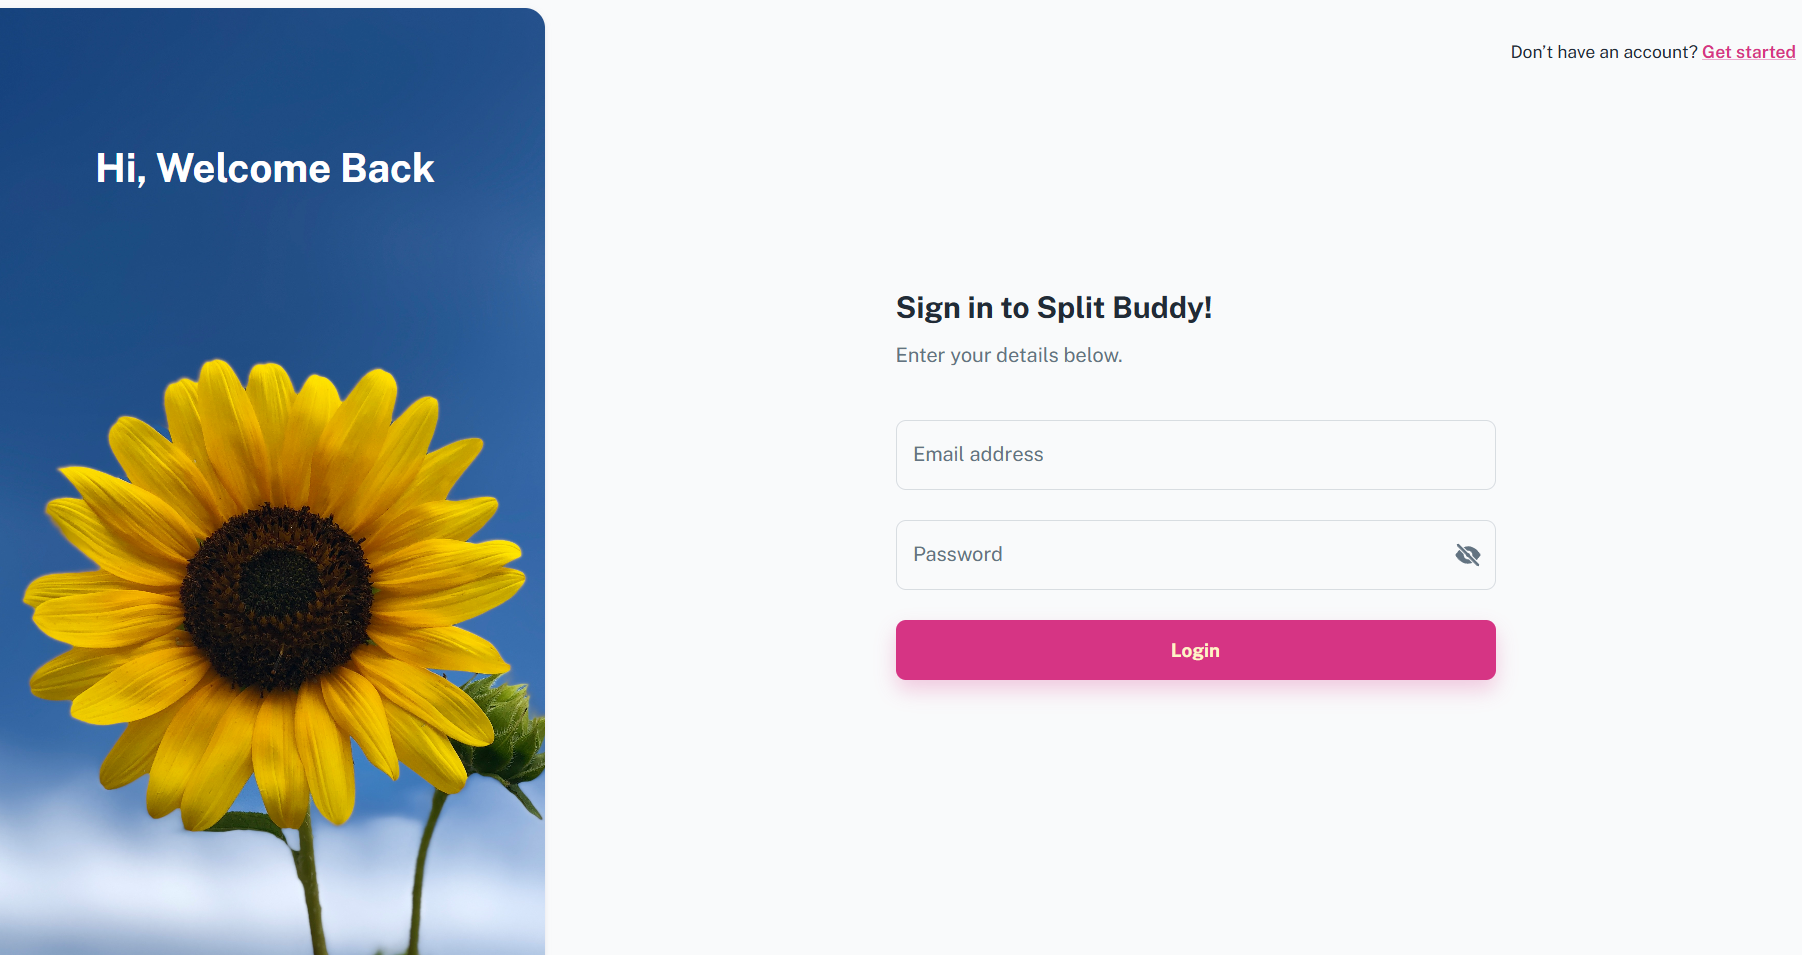 Don’t have an account? Get started
Hi, Welcome Back
Sign in to Split Buddy!
Enter your details below.
Email address
Password
Login